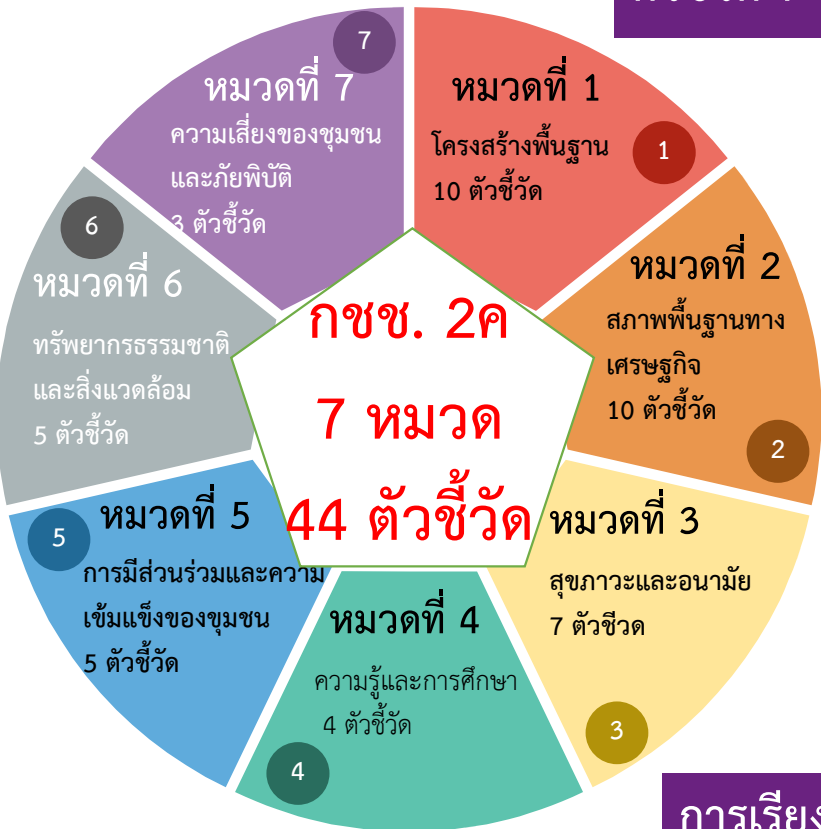 7
หมวดที่ 7
ความเสี่ยงของชุมชน
และภัยพิบัติ
3 ตัวชี้วัด
หมวดที่ 1
โครงสร้างพื้นฐาน
10 ตัวชี้วัด
1
หมวดที่ 2
สภาพพื้นฐานทาง
เศรษฐกิจ
10 ตัวชี้วัด
2
6
หมวดที่ 6
ทรัพยากรธรรมชาติ
และสิ่งแวดล้อม
5 ตัวชี้วัด
กชช. 2ค
7 หมวด
44 ตัวชี้วัด
หมวดที่ 3
สุขภาวะและอนามัย
7 ตัวชีวด
3
5
หมวดที่ 5
การมีส่วนร่วมและความ
เข้มแข็งของขุมชน
5 ตัวชี้วัด
หมวดที่ 4
ความรู้และการศึกษา
4 ตัวชี้วัด
4
การเรียง